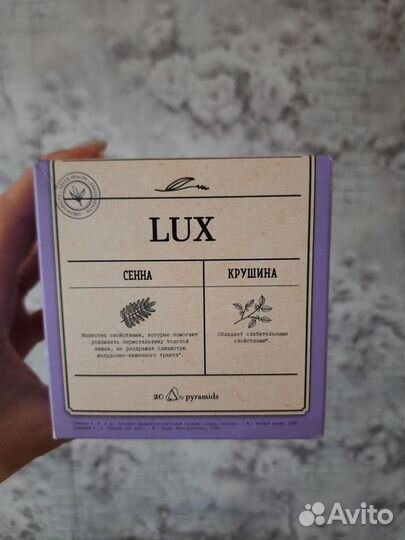 LUX
СЕННА
КРУШИНА
Известна свойствами, которые помогают
усиливать перистальтику толстой
кишки, не раздражая слизистую
желудочно-кишечного тракта*.
Обладает слабительными
свойствами*.
20 pyramids
Avito